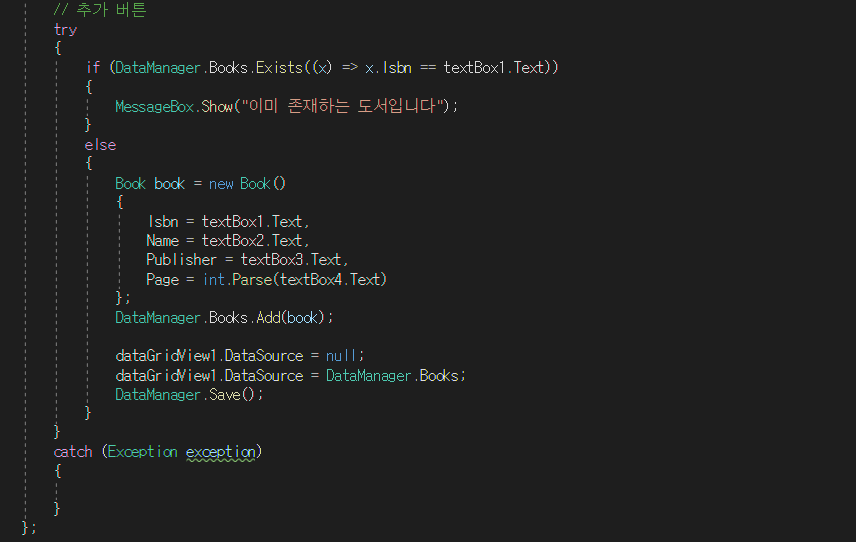 // 추가 버튼
try
{
if (DataManager.Books.Exists((x) => x.Isbn == textBox1.Text))
{
MessageBox.Show("이미 존재하는 도서입니다");
}
else
{
Book book = new Book()
{
Isbn = textBox1.Text,
Name = textBox2.Text,
Publisher = textBox3.Text,
Page = int.Parse(textBox4.Text)
};
DataManager.Books.Add(book);
dataGridView1.DataSource = null;
dataGridView1.DataSource = DataManager.Books;
DataManager.Save();
}
}
catch (Exception exception)
{
}
};